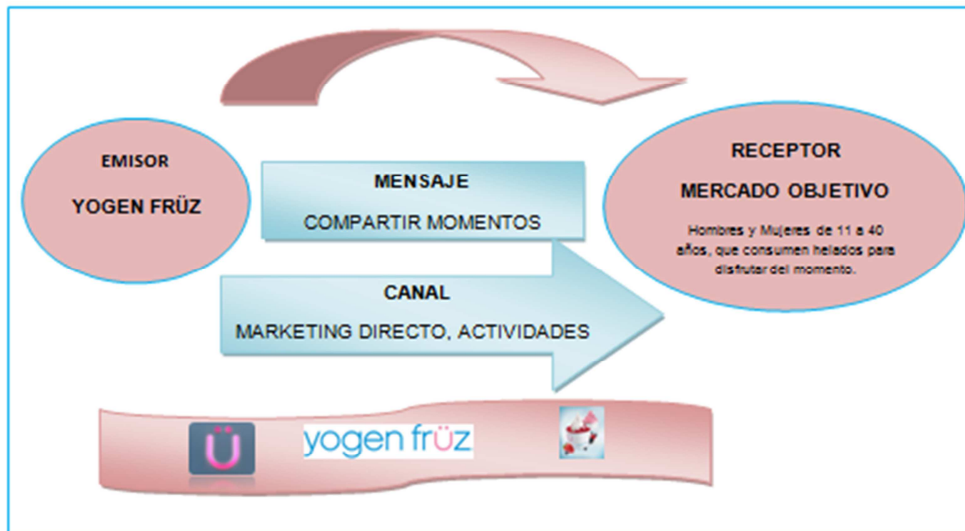 EMISOR
YOGEN FRÜZ
MENSAJE
COMPARTIR MOMENTOS
CANAL
MARKETING DIRECTO, ACTIVIDADES
RECEPTOR
MERCADO OBJETIVO
Hombres y Mujeres de 11 a 40
años, que consumen helados para
disfrutar del momento.
Ü
yogen früz